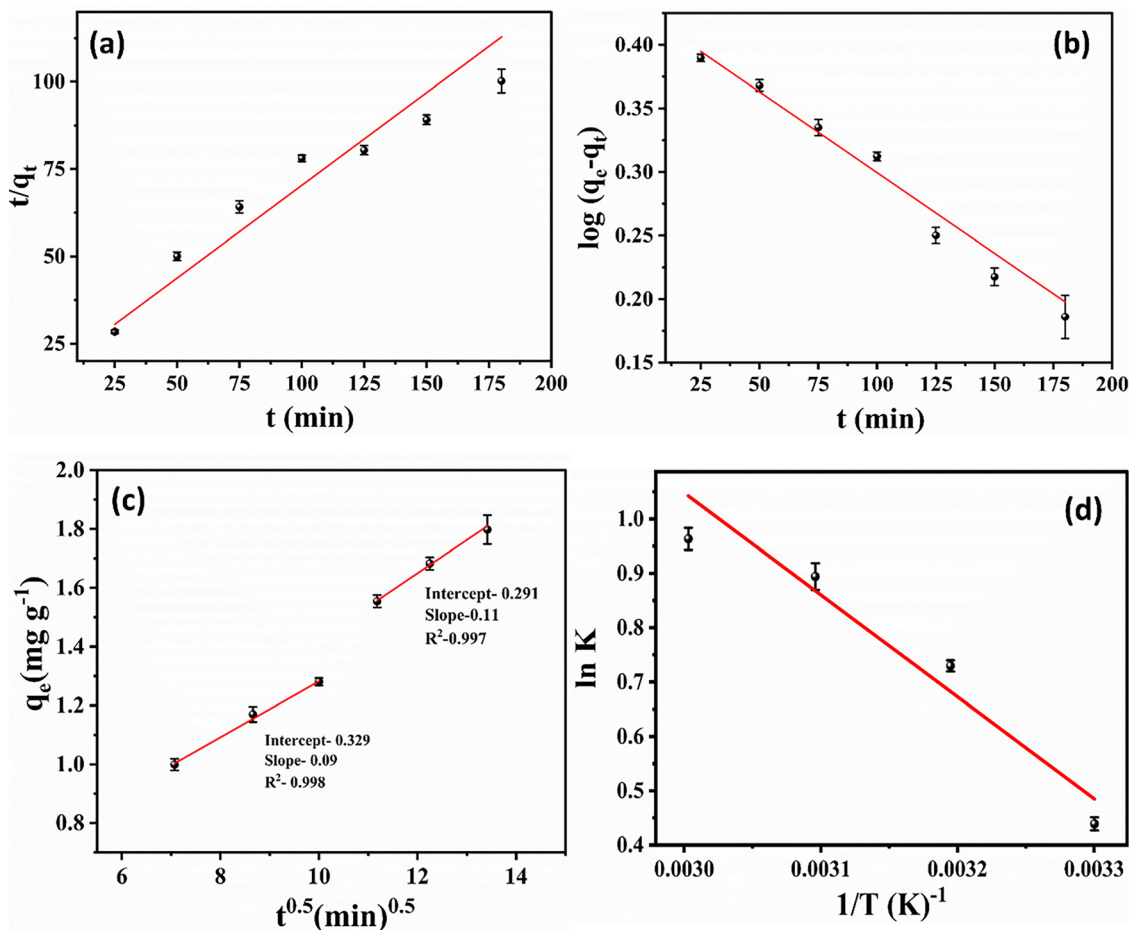 (a)
t/qt
100
75
50
25
25 50 75 100 125 150 175 200
t (min)
(b)
log (qe-qt)
0.40
0.35
0.30
0.25
0.20
0.15
25 50 75 100 125 150 175 200
t (min)
(c)
qe(mg g-1)
2.0
1.8
1.6
1.4
1.2
1.0
0.8
Intercept- 0.291
Slope-0.11
R2-0.997
Intercept- 0.329
Slope- 0.09
R2- 0.998
6 8 10 12 14
t0.5(min)0.5
(d)
ln K
1.0
0.9
0.8
0.7
0.6
0.5
0.4
0.0030 0.0031 0.0032 0.0033
1/T (K)-1